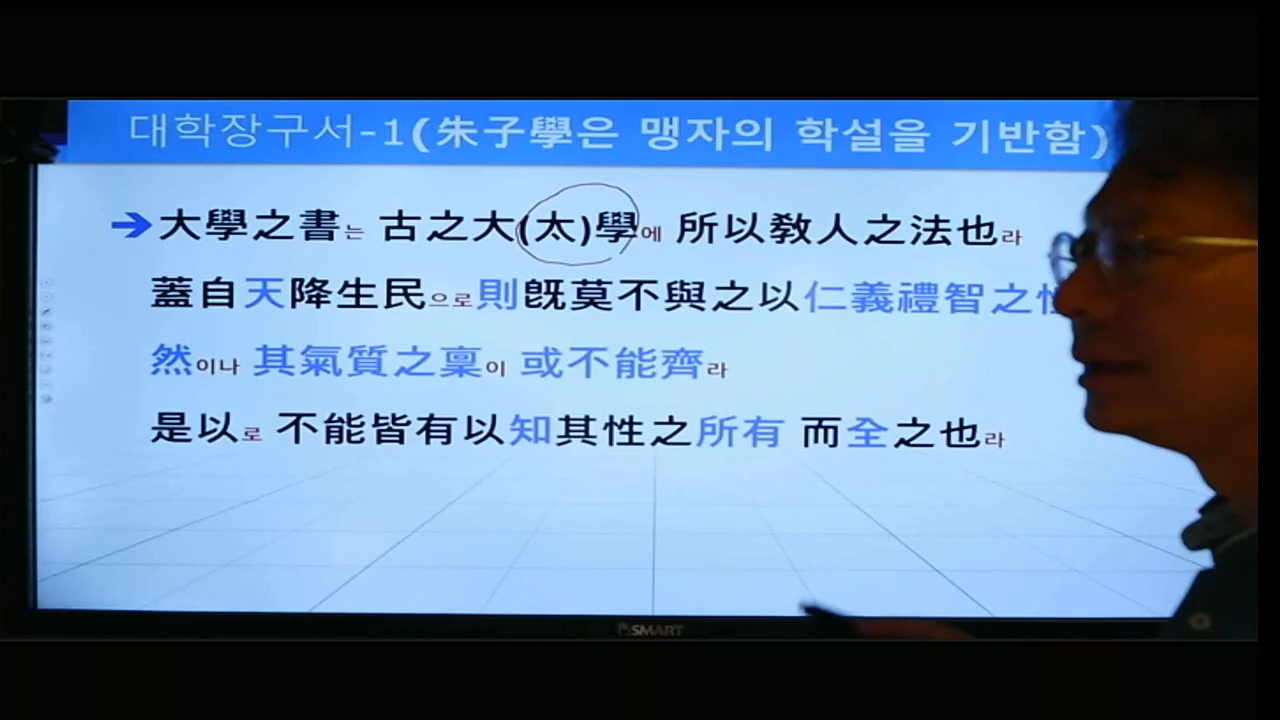 대학장구서-1(朱子學은 맹자의 학설을 기반함)
大學之書는 古之大(太)學에 所以敎人之法也라
蓋自天降生民으로則旣莫不與之以仁義禮智之
然이나 其氣質之稟이 或不能齊라
是以로 不能皆有以知其性之所有 而全之也라
SMART